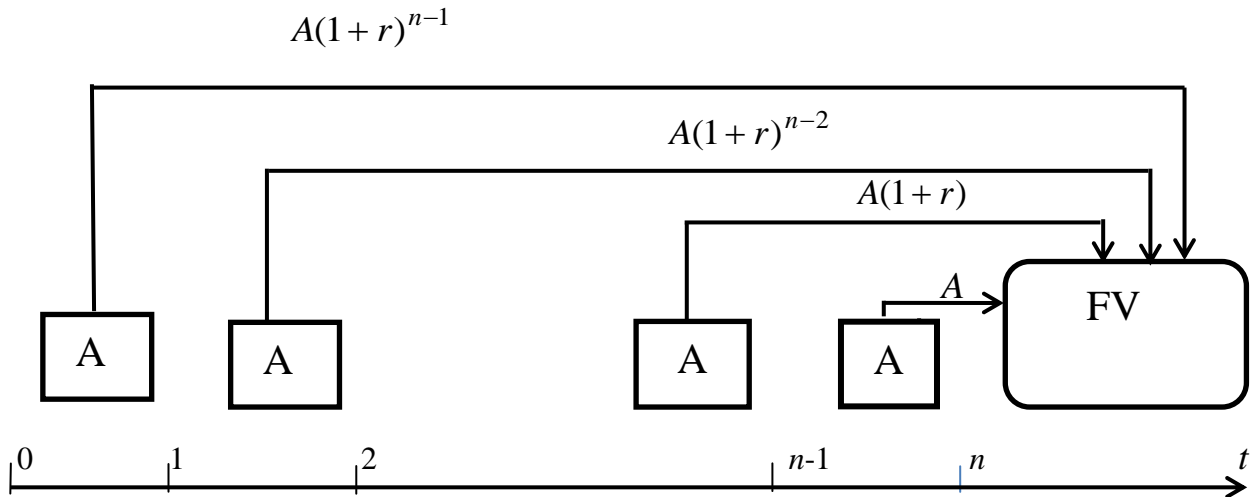 A(1 + r)^{n−1}
A(1 + r)^{n−2}
A(1 + r)
A
FV
A
A
A
A
0 1 2 n-1 n t